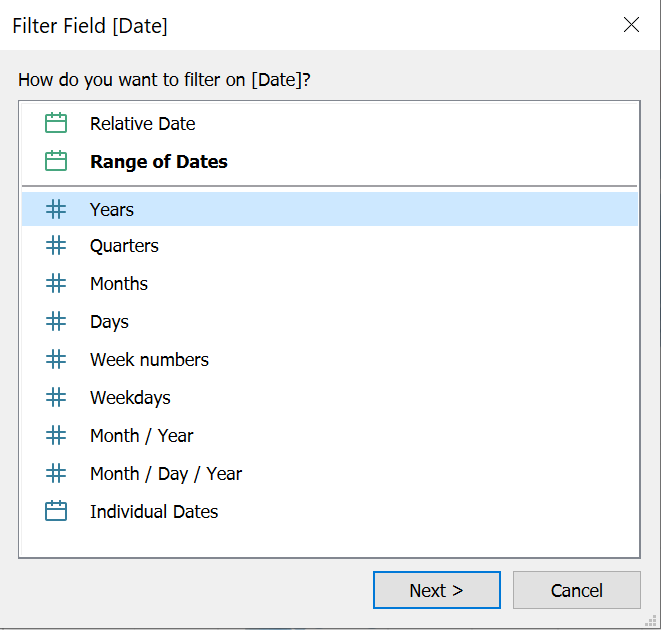 Filter Field [Date]
How do you want to filter on [Date]?
Relative Date
Range of Dates
Years
Quarters
Months
Days
Week numbers
Weekdays
Month / Year
Month / Day / Year
Individual Dates
Next >
Cancel